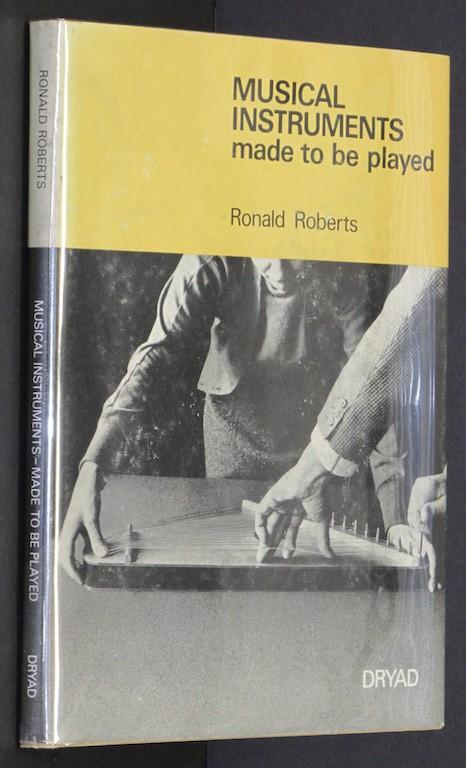 RONALD ROBERTS
MUSICAL INSTRUMENTS—MADE TO BE PLAYED
DRYAD
MUSICAL
INSTRUMENTS
made to be played
Ronald Roberts
DRYAD